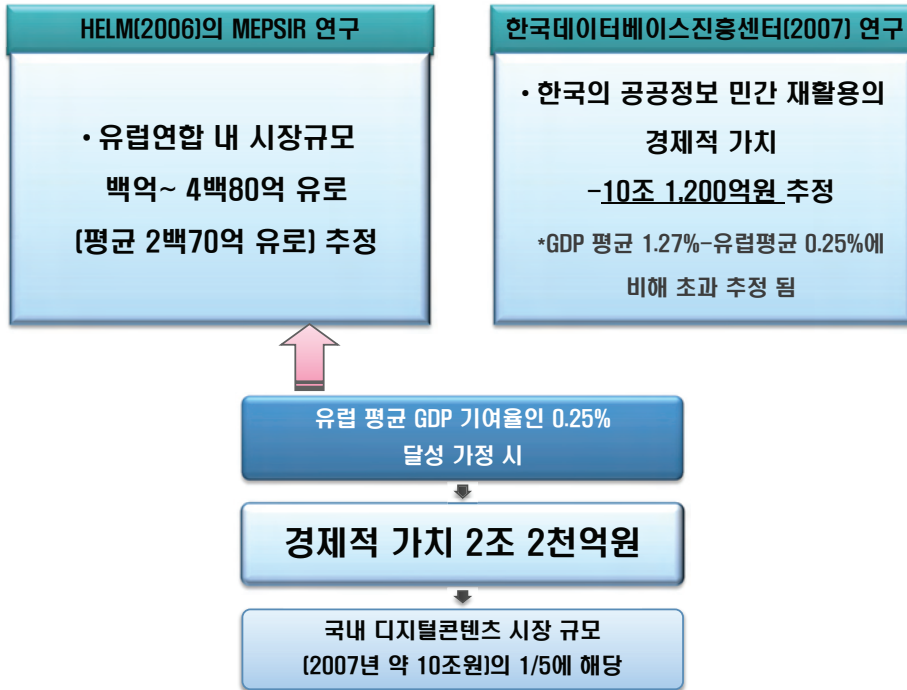 HELM(2006)의 MEPSIR 연구
• 유럽연합 내 시장규모
백억~ 4백80억 유로
(평균 2백70억 유로) 추정
한국데이터베이스진흥센터(2007) 연구
• 한국의 공공정보 민간 재활용의
경제적 가치
-10조 1,200억원 추정
*GDP 평균 1.27%-유럽평균 0.25%에
비해 초과 추정 됨
유럽 평균 GDP 기여율인 0.25%
달성 가정 시
경제적 가치 2조 2천억원
국내 디지털콘텐츠 시장 규모
(2007년 약 10조원)의 1/5에 해당